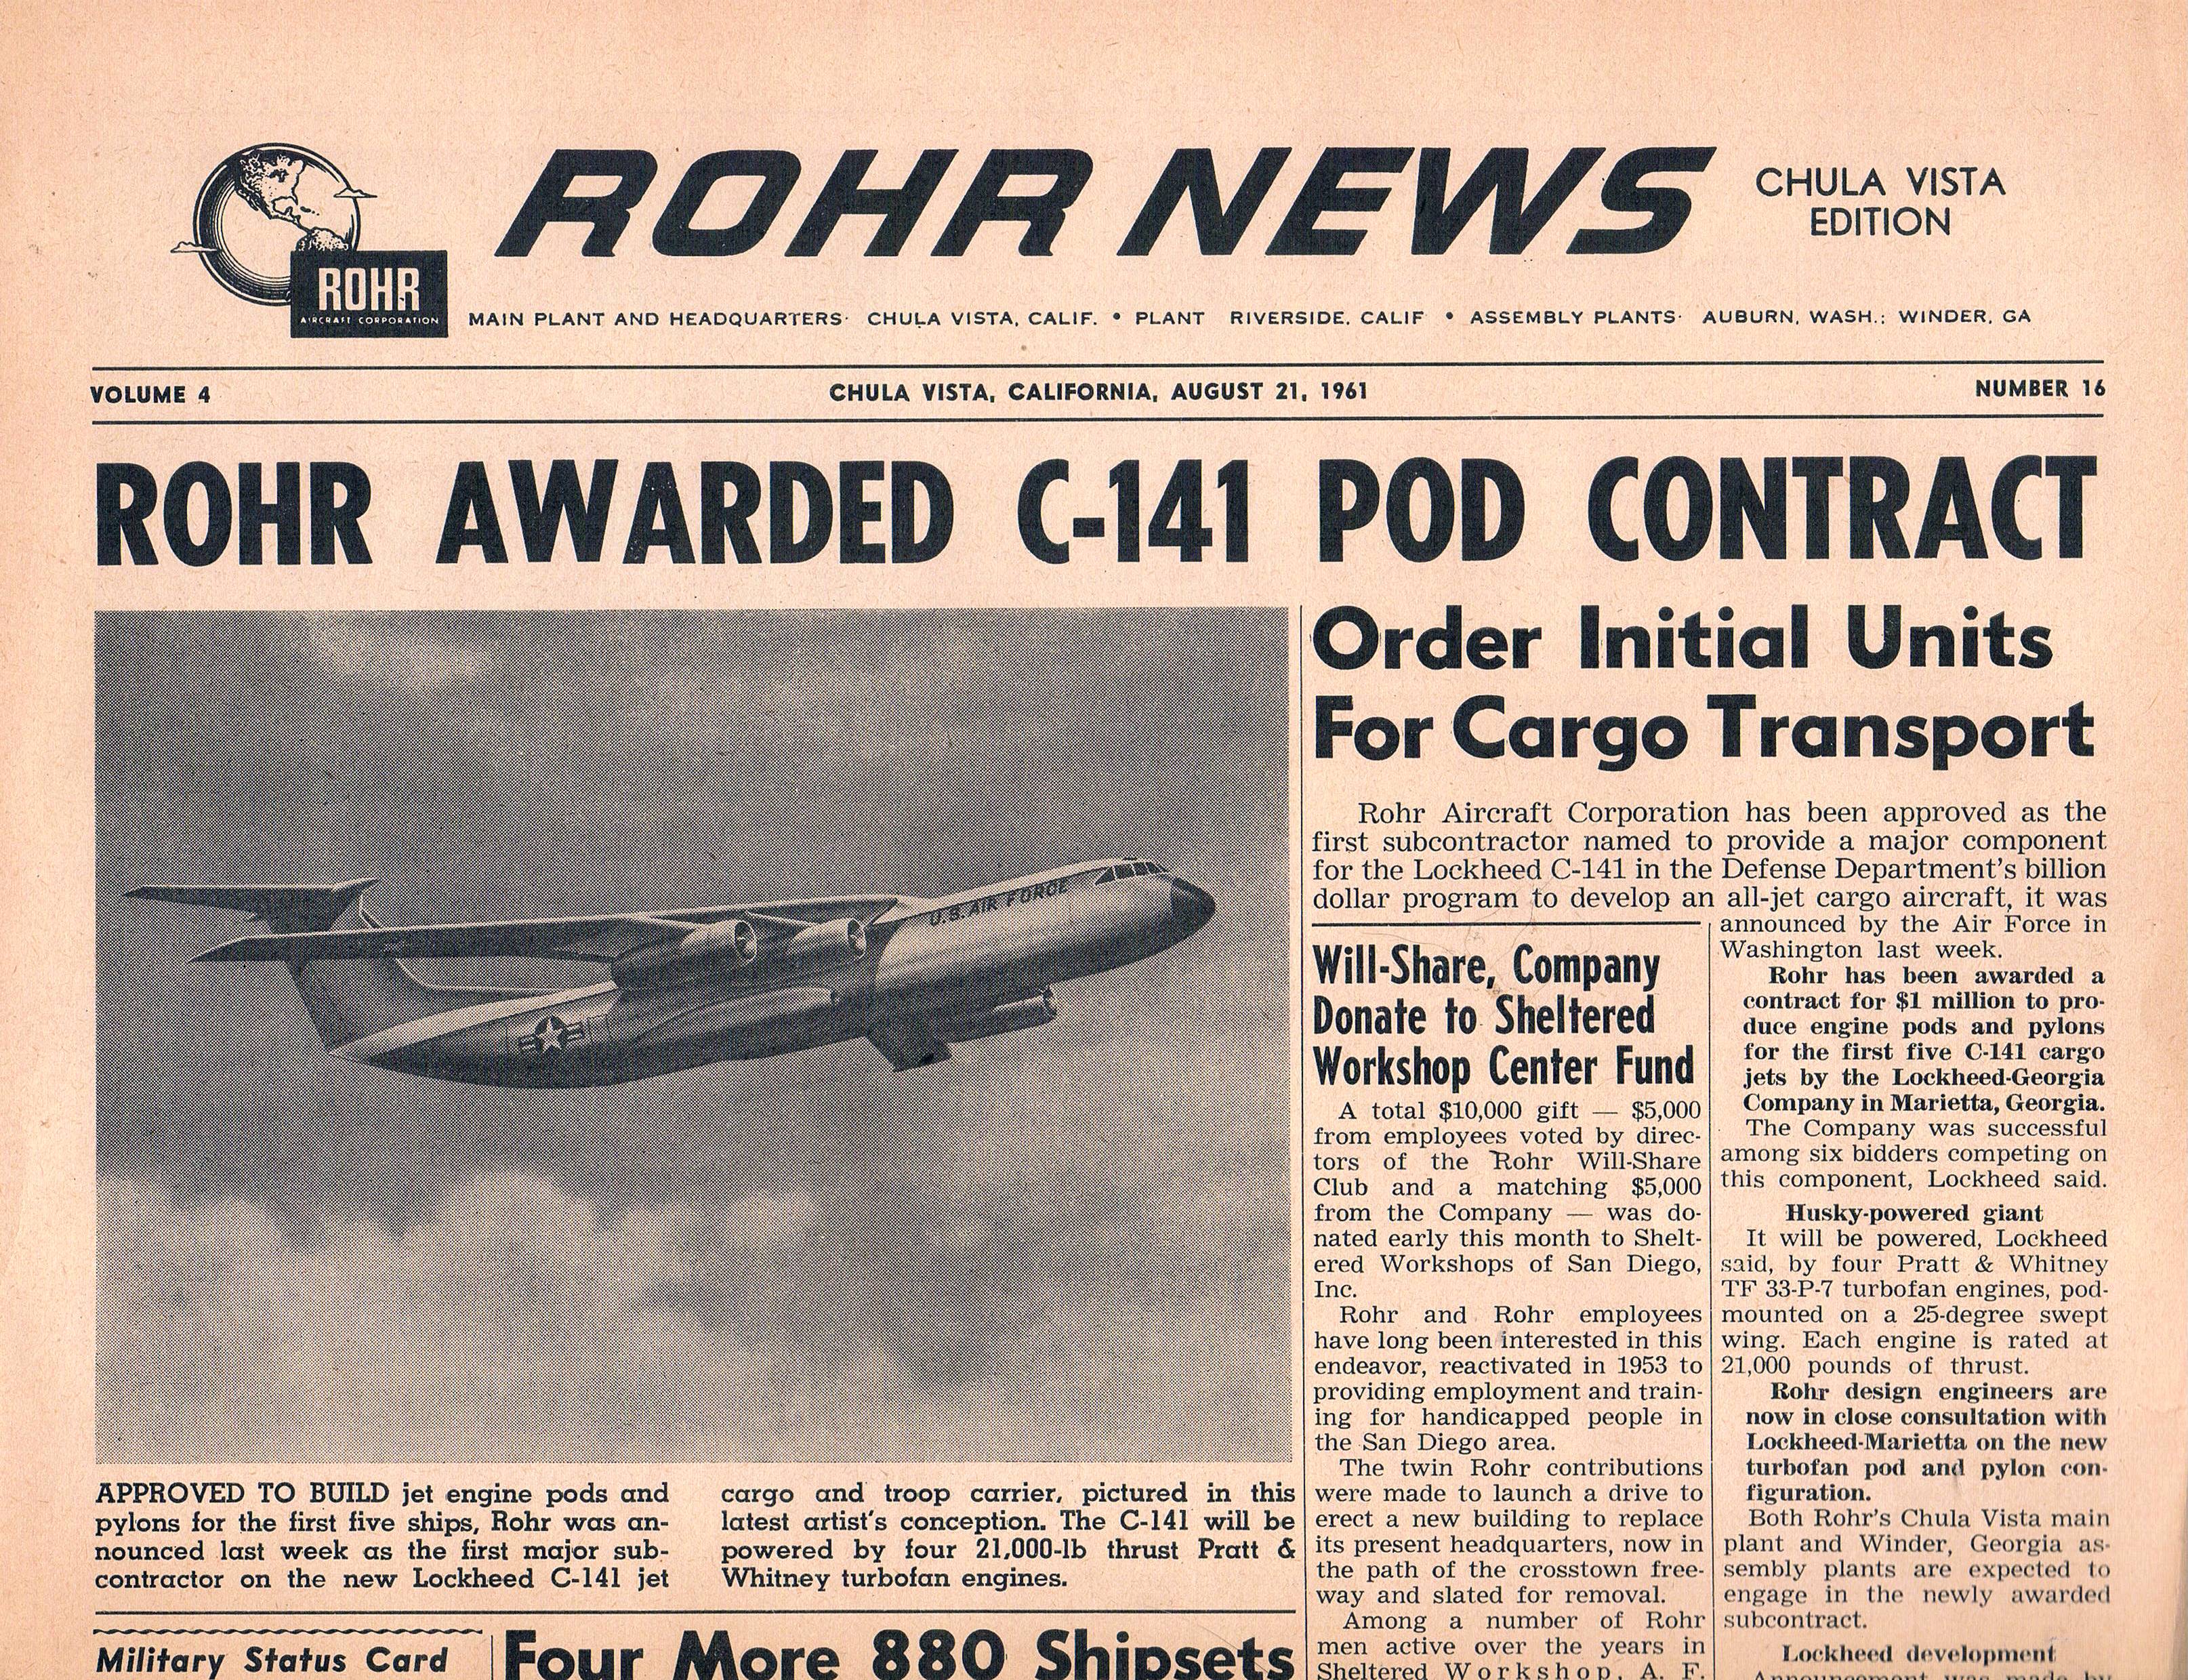 ROHR
AIRCRAFT CORPORATION
ROHR NEWS
CHULA VISTA
EDITION
MAIN PLANT AND HEADQUARTERS· CHULA VISTA, CALIF. • PLANT RIVERSIDE, CALIF • ASSEMBLY PLANTS· AUBURN, WASH.; WINDER, GA
VOLUME 4
CHULA VISTA, CALIFORNIA, AUGUST 21, 1961
NUMBER 16
ROHR AWARDED C-141 POD CONTRACT
U.S. AIR FORCE
APPROVED TO BUILD jet engine pods and
pylons for the first five ships, Rohr was an-
nounced last week as the first major sub-
contractor on the new Lockheed C-141 jet
cargo and troop carrier, pictured in this
latest artist's conception. The C-141 will be
powered by four 21,000-lb thrust Pratt &
Whitney turbofan engines.
Order Initial Units
For Cargo Transport
Rohr Aircraft Corporation has been approved as the
first subcontractor named to provide a major component
for the Lockheed C-141 in the Defense Department's billion
dollar program to develop an all-jet cargo aircraft, it was
announced by the Air Force in
Washington last week.
Rohr has been awarded a
contract for $1 million to pro-
duce engine pods and pylons
for the first five C-141 cargo
jets by the Lockheed-Georgia
Company in Marietta, Georgia.
The Company was successful
among six bidders competing on
this component, Lockheed said.
Husky-powered giant
It will be powered, Lockheed
said, by four Pratt & Whitney
TF 33-P-7 turbofan engines, pod-
mounted on a 25-degree swept
wing. Each engine is rated at
21,000 pounds of thrust.
Rohr design engineers are
now in close consultation with
Lockheed-Marietta on the new
turbofan pod and pylon con-
figuration.
Both Rohr's Chula Vista main
plant and Winder, Georgia as-
sembly plants are expected to
engage in the newly awarded
subcontract.
Lockheed development
Announcement was made by
Will-Share, Company
Donate to Sheltered
Workshop Center Fund
A total $10,000 gift — $5,000
from employees voted by direc-
tors of the Rohr Will-Share
Club and a matching $5,000
from the Company — was do-
nated early this month to Shelt-
ered Workshops of San Diego,
Inc.
Rohr and Rohr employees
have long been interested in this
endeavor, reactivated in 1953 to
providing employment and train-
ing for handicapped people in
the San Diego area.
The twin Rohr contributions
were made to launch a drive to
erect a new building to replace
its present headquarters, now in
the path of the crosstown free-
way and slated for removal.
Among a number of Rohr
men active over the years in
Sheltered Workshop, A. F.
Military Status Card
Four More 880 Shipsets